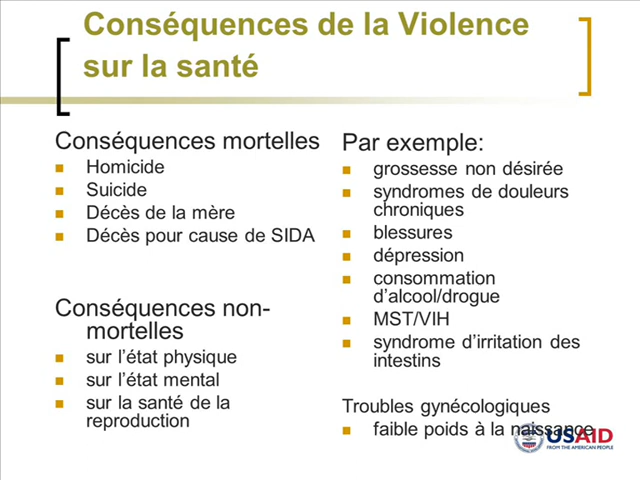 Conséquences de la Violence
sur la santé
Conséquences mortelles
Homicide
Suicide
Décès de la mère
Décès pour cause de SIDA
Conséquences non-
mortelles
sur l’état physique
sur l’état mental
sur la santé de la
reproduction
Par exemple:
grossesse non désirée
syndromes de douleurs
chroniques
blessures
dépression
consommation
d’alcool/drogue
MST/VIH
syndrome d’irritation des
intestins
Troubles gynécologiques
faible poids à la naissance
USAID
FROM THE AMERICAN PEOPLE